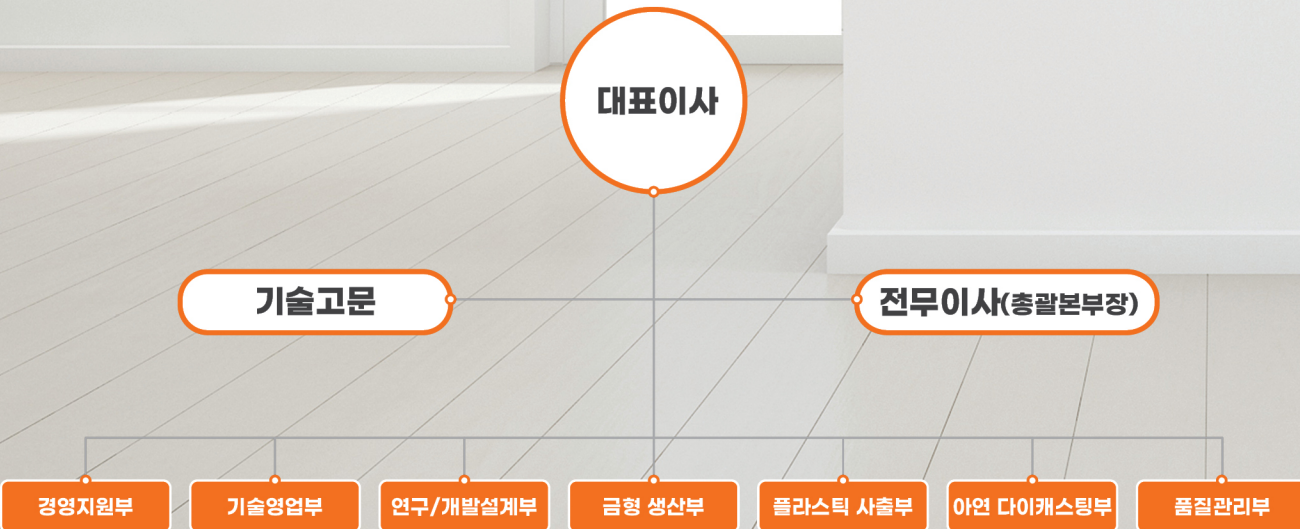 대표이사
기술고문
전무이사(총괄본부장)
경영지원부
기술영업부
연구/개발설계부
금형 생산부
플라스틱 사출부
아연 다이캐스팅부
품질관리부